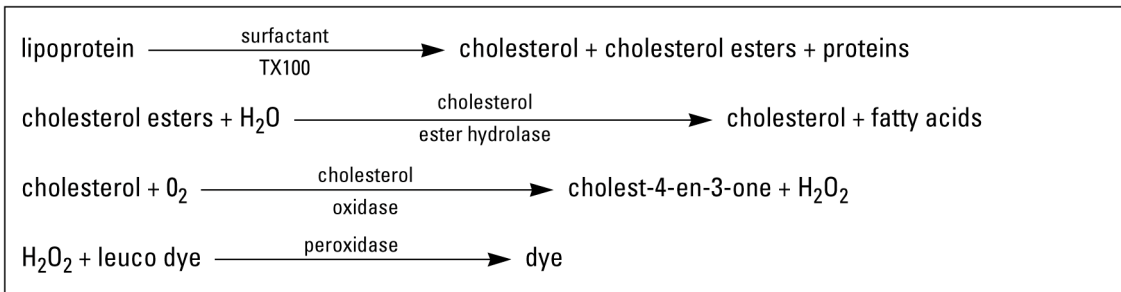 lipoprotein surfactant TX100 cholesterol + cholesterol esters + proteins
cholesterol esters + H₂O cholesterol ester hydrolase cholesterol + fatty acids
cholesterol + 0₂ cholesterol oxidase cholest-4-en-3-one + H₂O₂
H₂O₂ + leuco dye peroxidase dye